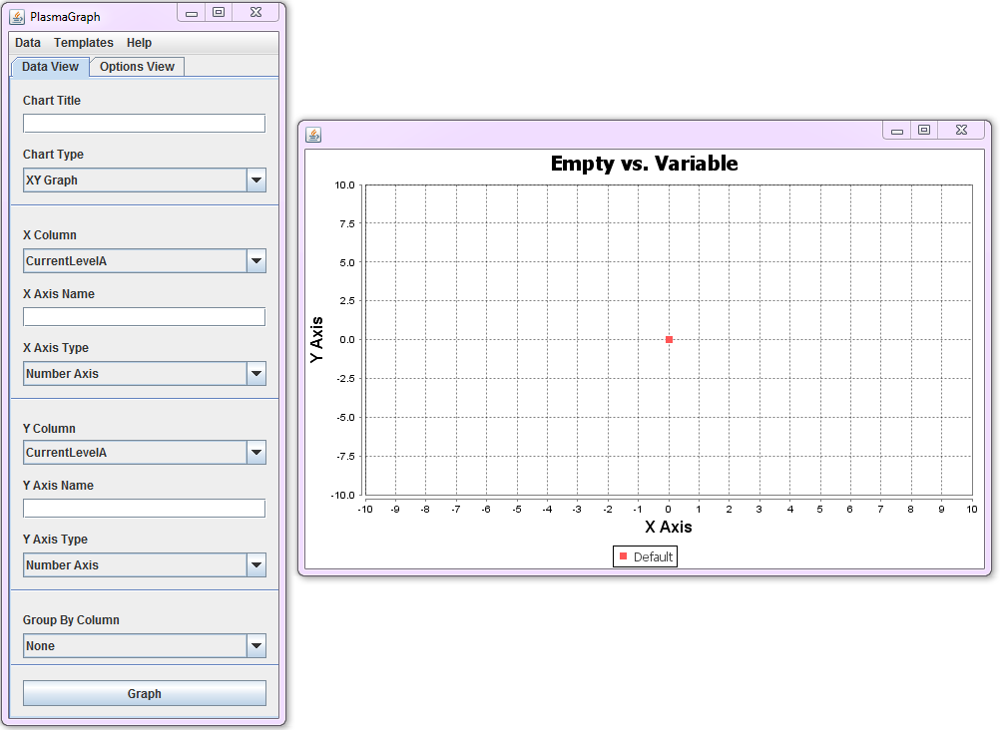 PlasmaGraph
Data Templates Help
Data View Options View
Chart Title
Chart Type
XY Graph
X Column
CurrentLevelA
X Axis Name
X Axis Type
Number Axis
Y Column
CurrentLevelA
Y Axis Name
Y Axis Type
Number Axis
Group By Column
None
Graph
Empty vs. Variable
10.0
7.5
5.0
2.5
0.0
-2.5
-5.0
-7.5
-10.0
Y Axis
-10 -9 -8 -7 -6 -5 -4 -3 -2 -1 0 1 2 3 4 5 6 7 8 9 10
X Axis
Default